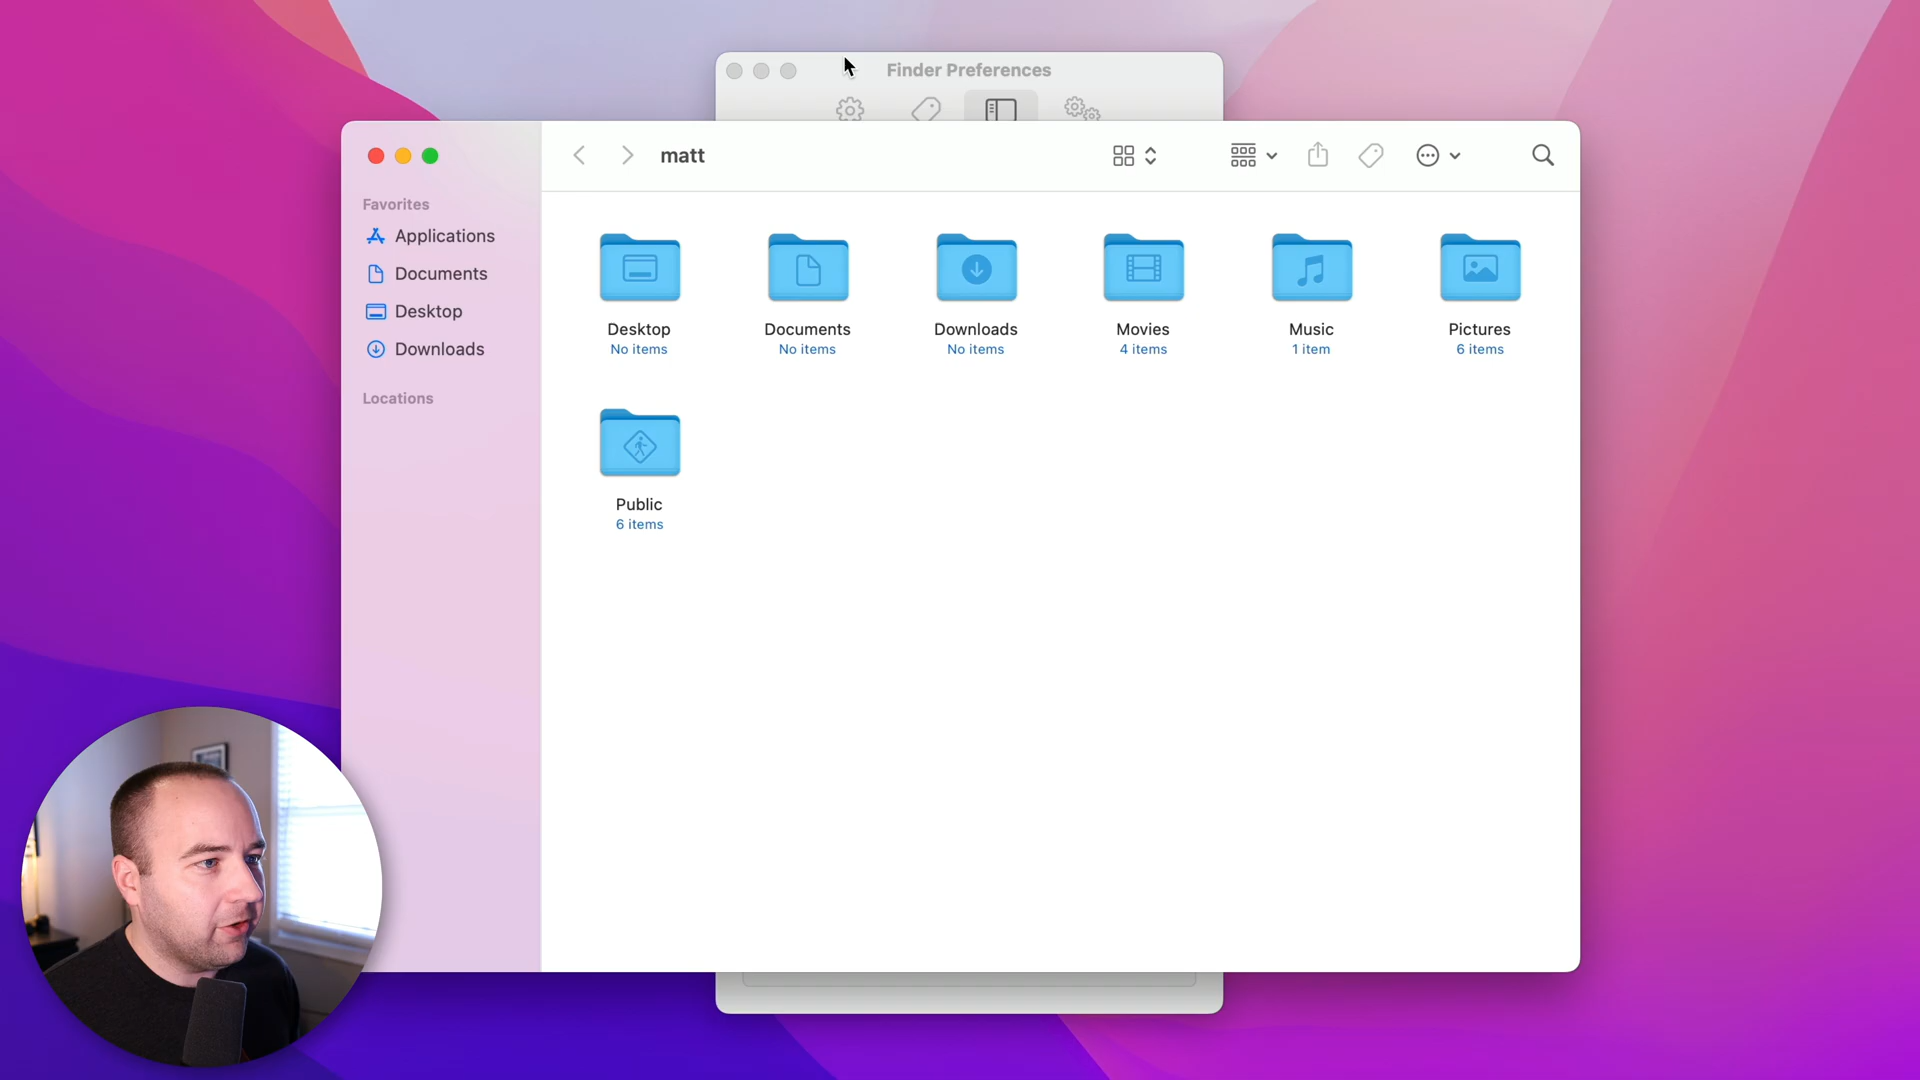 Finder Preferences
matt
Favorites
Applications
Documents
Desktop
Downloads
Locations
Desktop
No items
Documents
No items
Downloads
No items
Movies
4 items
Music
1 item
Pictures
6 items
Public
6 items